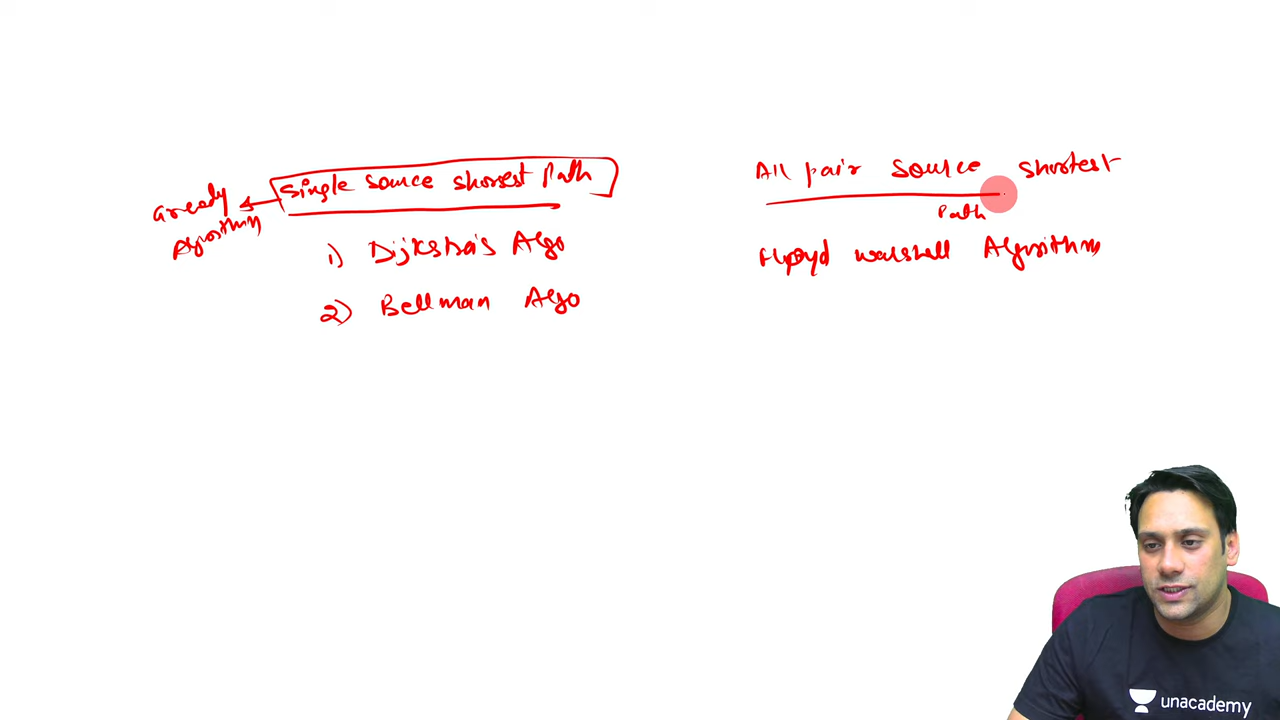 Single source shortest Path
Greedy
Algorithm
1) Dijkstra's Algo
2) Bellman Algo
All pair source shortest
Path
Floyd warshall Algorithm
unacademy